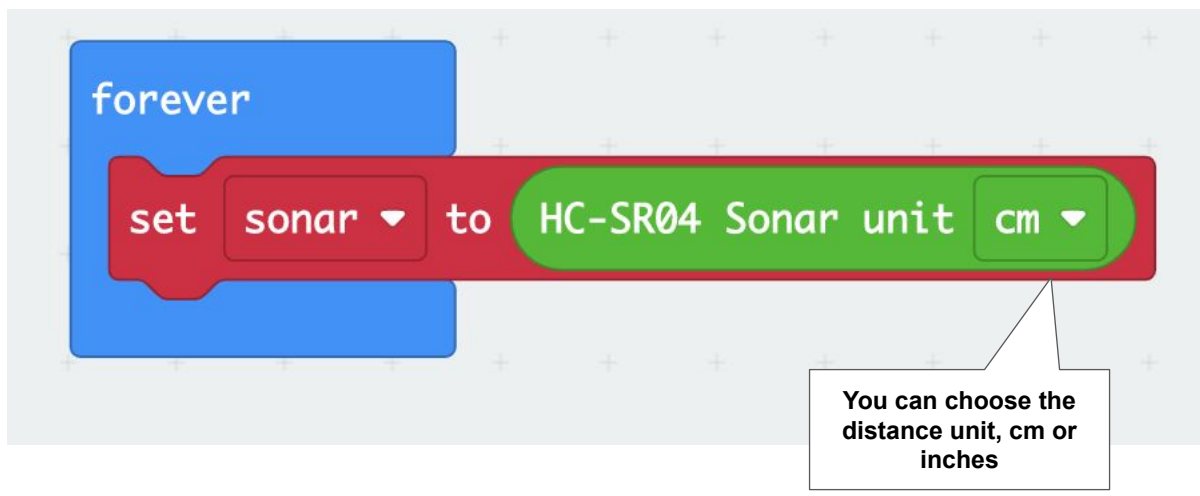 forever
set sonar to HC-SR04 Sonar unit cm
You can choose the
distance unit, cm or
inches